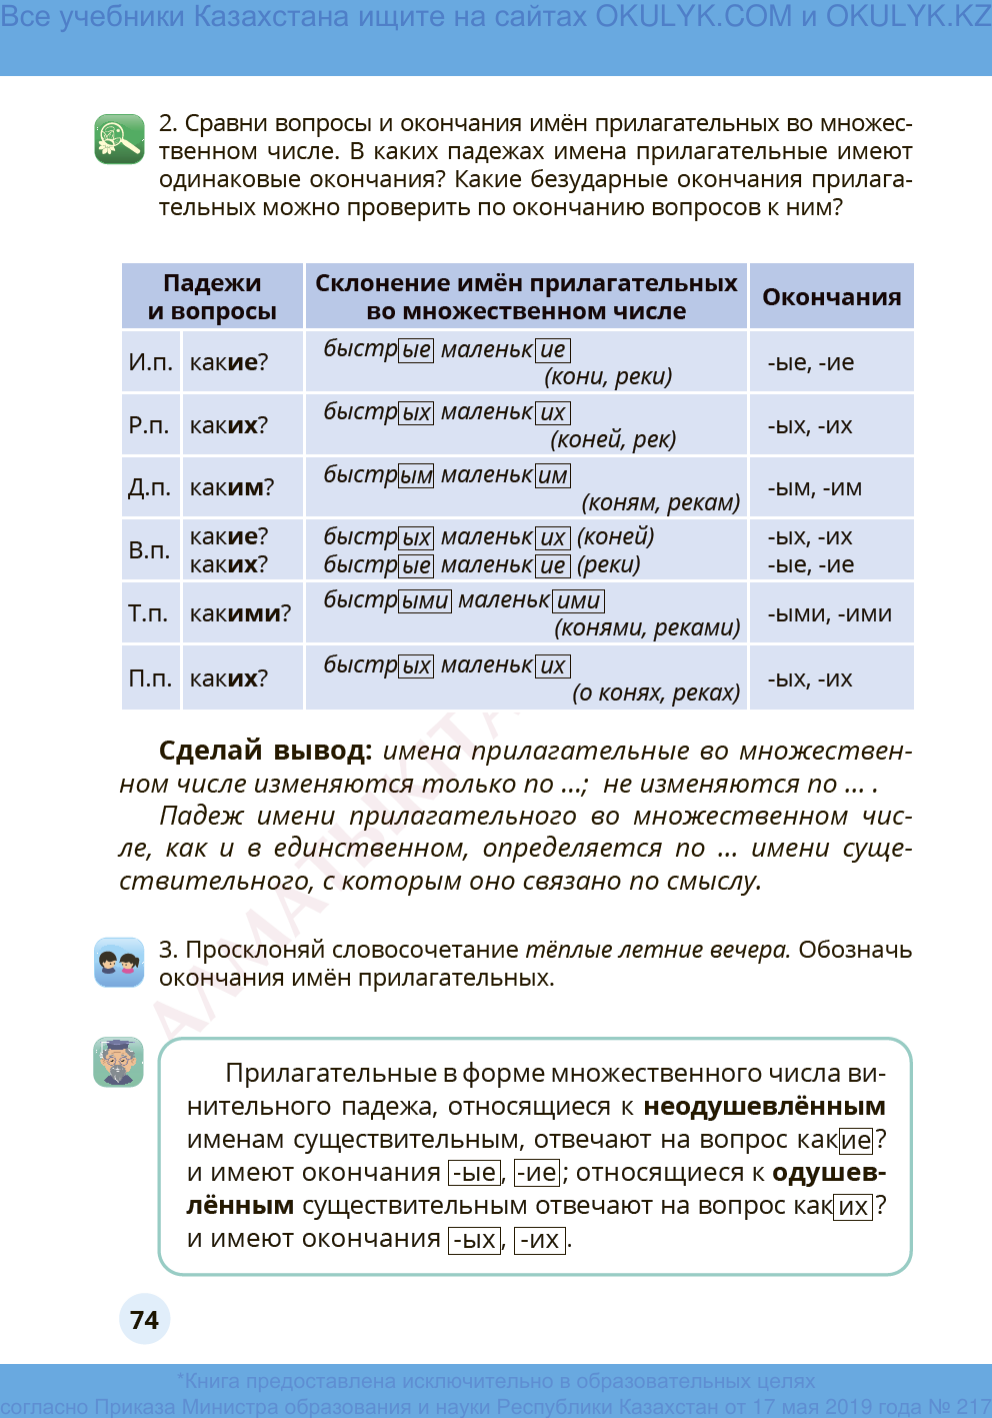 Все учебники Казахстана ищите на сайтах OKULYK.COM и OKULYK.KZ
2. Сравни вопросы и окончания имён прилагательных во множес-
твенном числе. В каких падежах имена прилагательные имеют
одинаковые окончания? Какие безударные окончания прилага-
тельных можно проверить по окончанию вопросов к ним?
Падежи
и вопросы
Склонение имён прилагательных
во множественном числе
Окончания
И.п. какие? быстрые маленькие -ые, -ие
(кони, реки)
Р.п. каких? быстрых маленьких -ых, -их
(коней, рек)
Д.п. каким? быстрым маленьким -ым, -им
(коням, рекам)
В.п. какие? быстрых маленьких (коней) -ых, -их
каких? быстрые маленькие (реки) -ые, -ие
Т.п. какими? быстрыми маленькими -ыми, -ими
(конями, реками)
П.п. каких? быстрых маленьких -ых, -их
(о конях, реках)
Сделай вывод: имена прилагательные во множествен-
ном числе изменяются только по ...; не изменяются по ... .
Падеж имени прилагательного во множественном чис-
ле, как и в единственном, определяется по ... имени суще-
ствительного, с которым оно связано по смыслу.
3. Просклоняй словосочетание тёплые летние вечера. Обозначь
окончания имён прилагательных.
Прилагательные в форме множественного числа ви-
нительного падежа, относящиеся к неодушевлённым
именам существительным, отвечают на вопрос какие?
и имеют окончания -ые, -ие; относящиеся к одушев-
лённым существительным отвечают на вопрос каких?
и имеют окончания -ых, -их.
74
*Книга предоставлена исключительно в образовательных целях
согласно Приказа Министра образования и науки Республики Казахстан от 17 мая 2019 года № 217